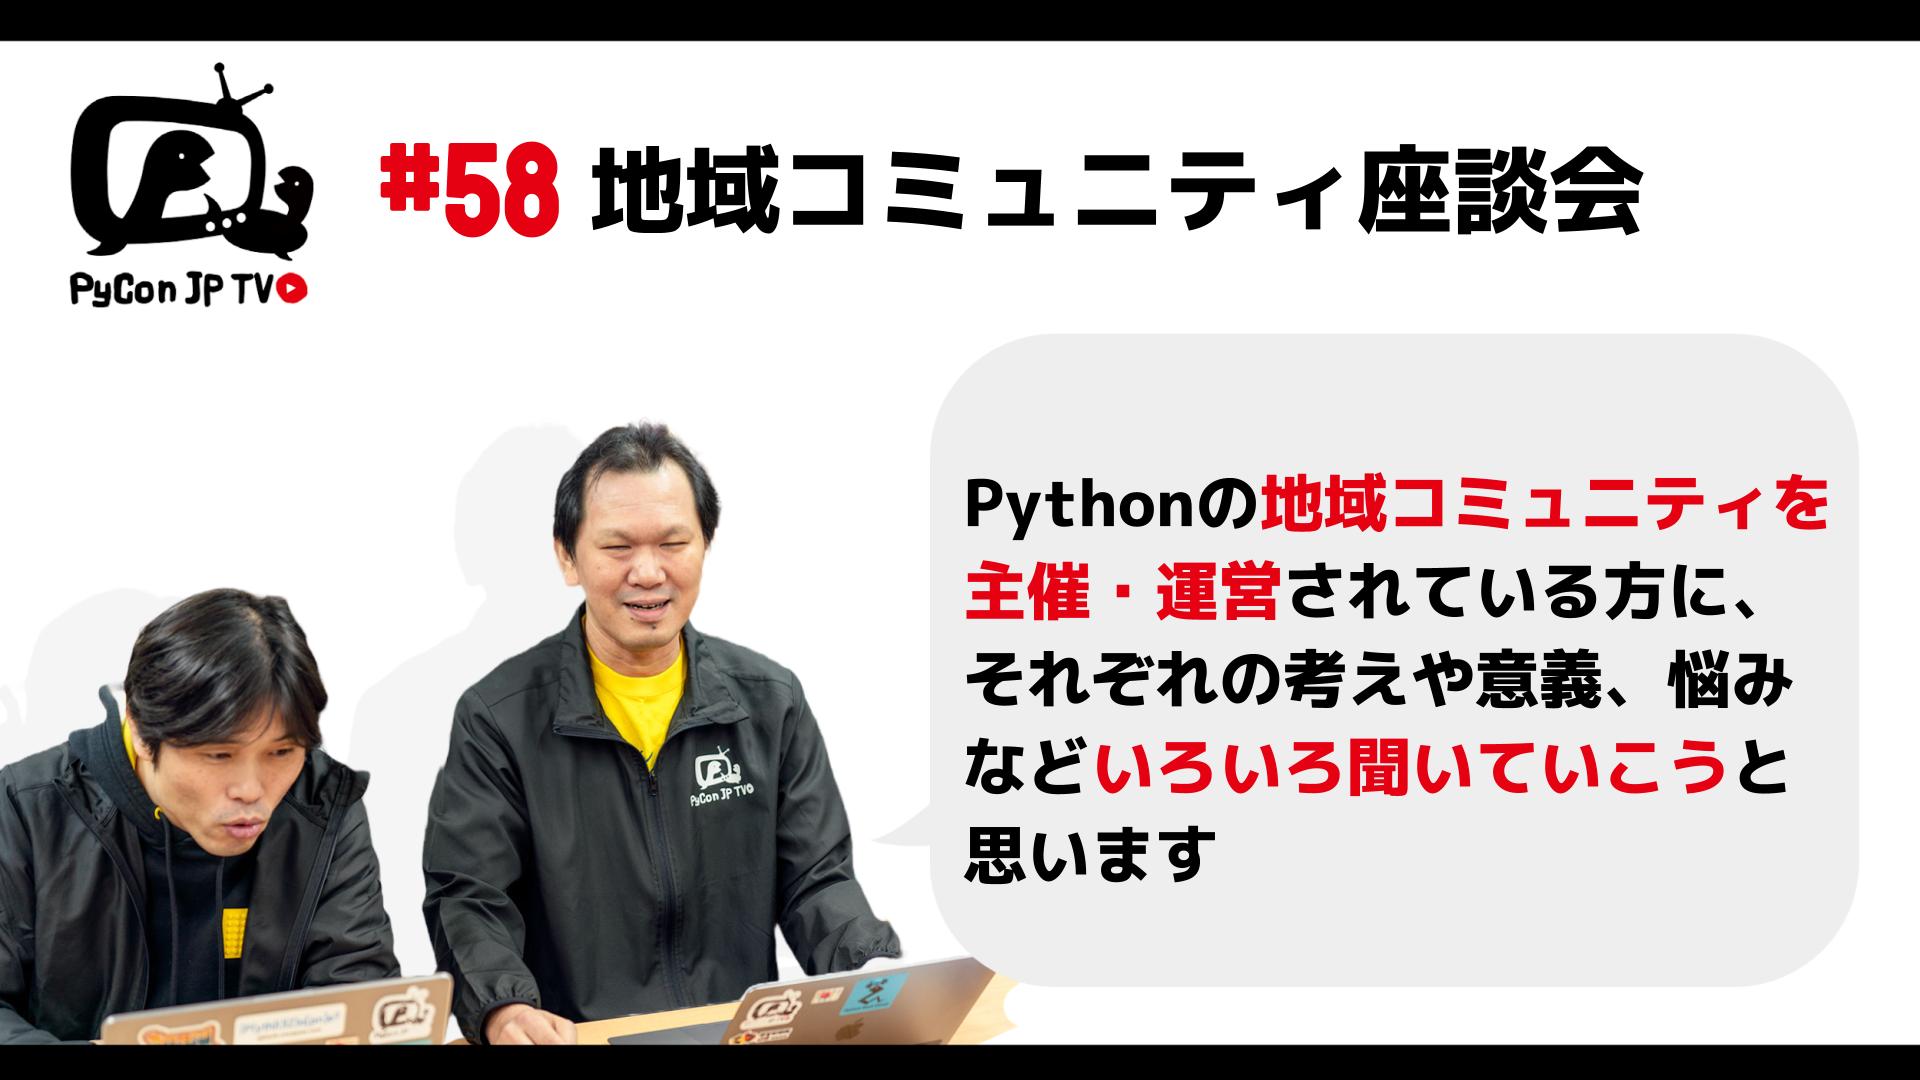 #58 地域コミュニティ座談会
PyCon JP TV
Pythonの地域コミュニティを
主催・運営されている方に、
それぞれの考えや意義、悩み
などいろいろ聞いていこうと
思います
PyCon JP TV